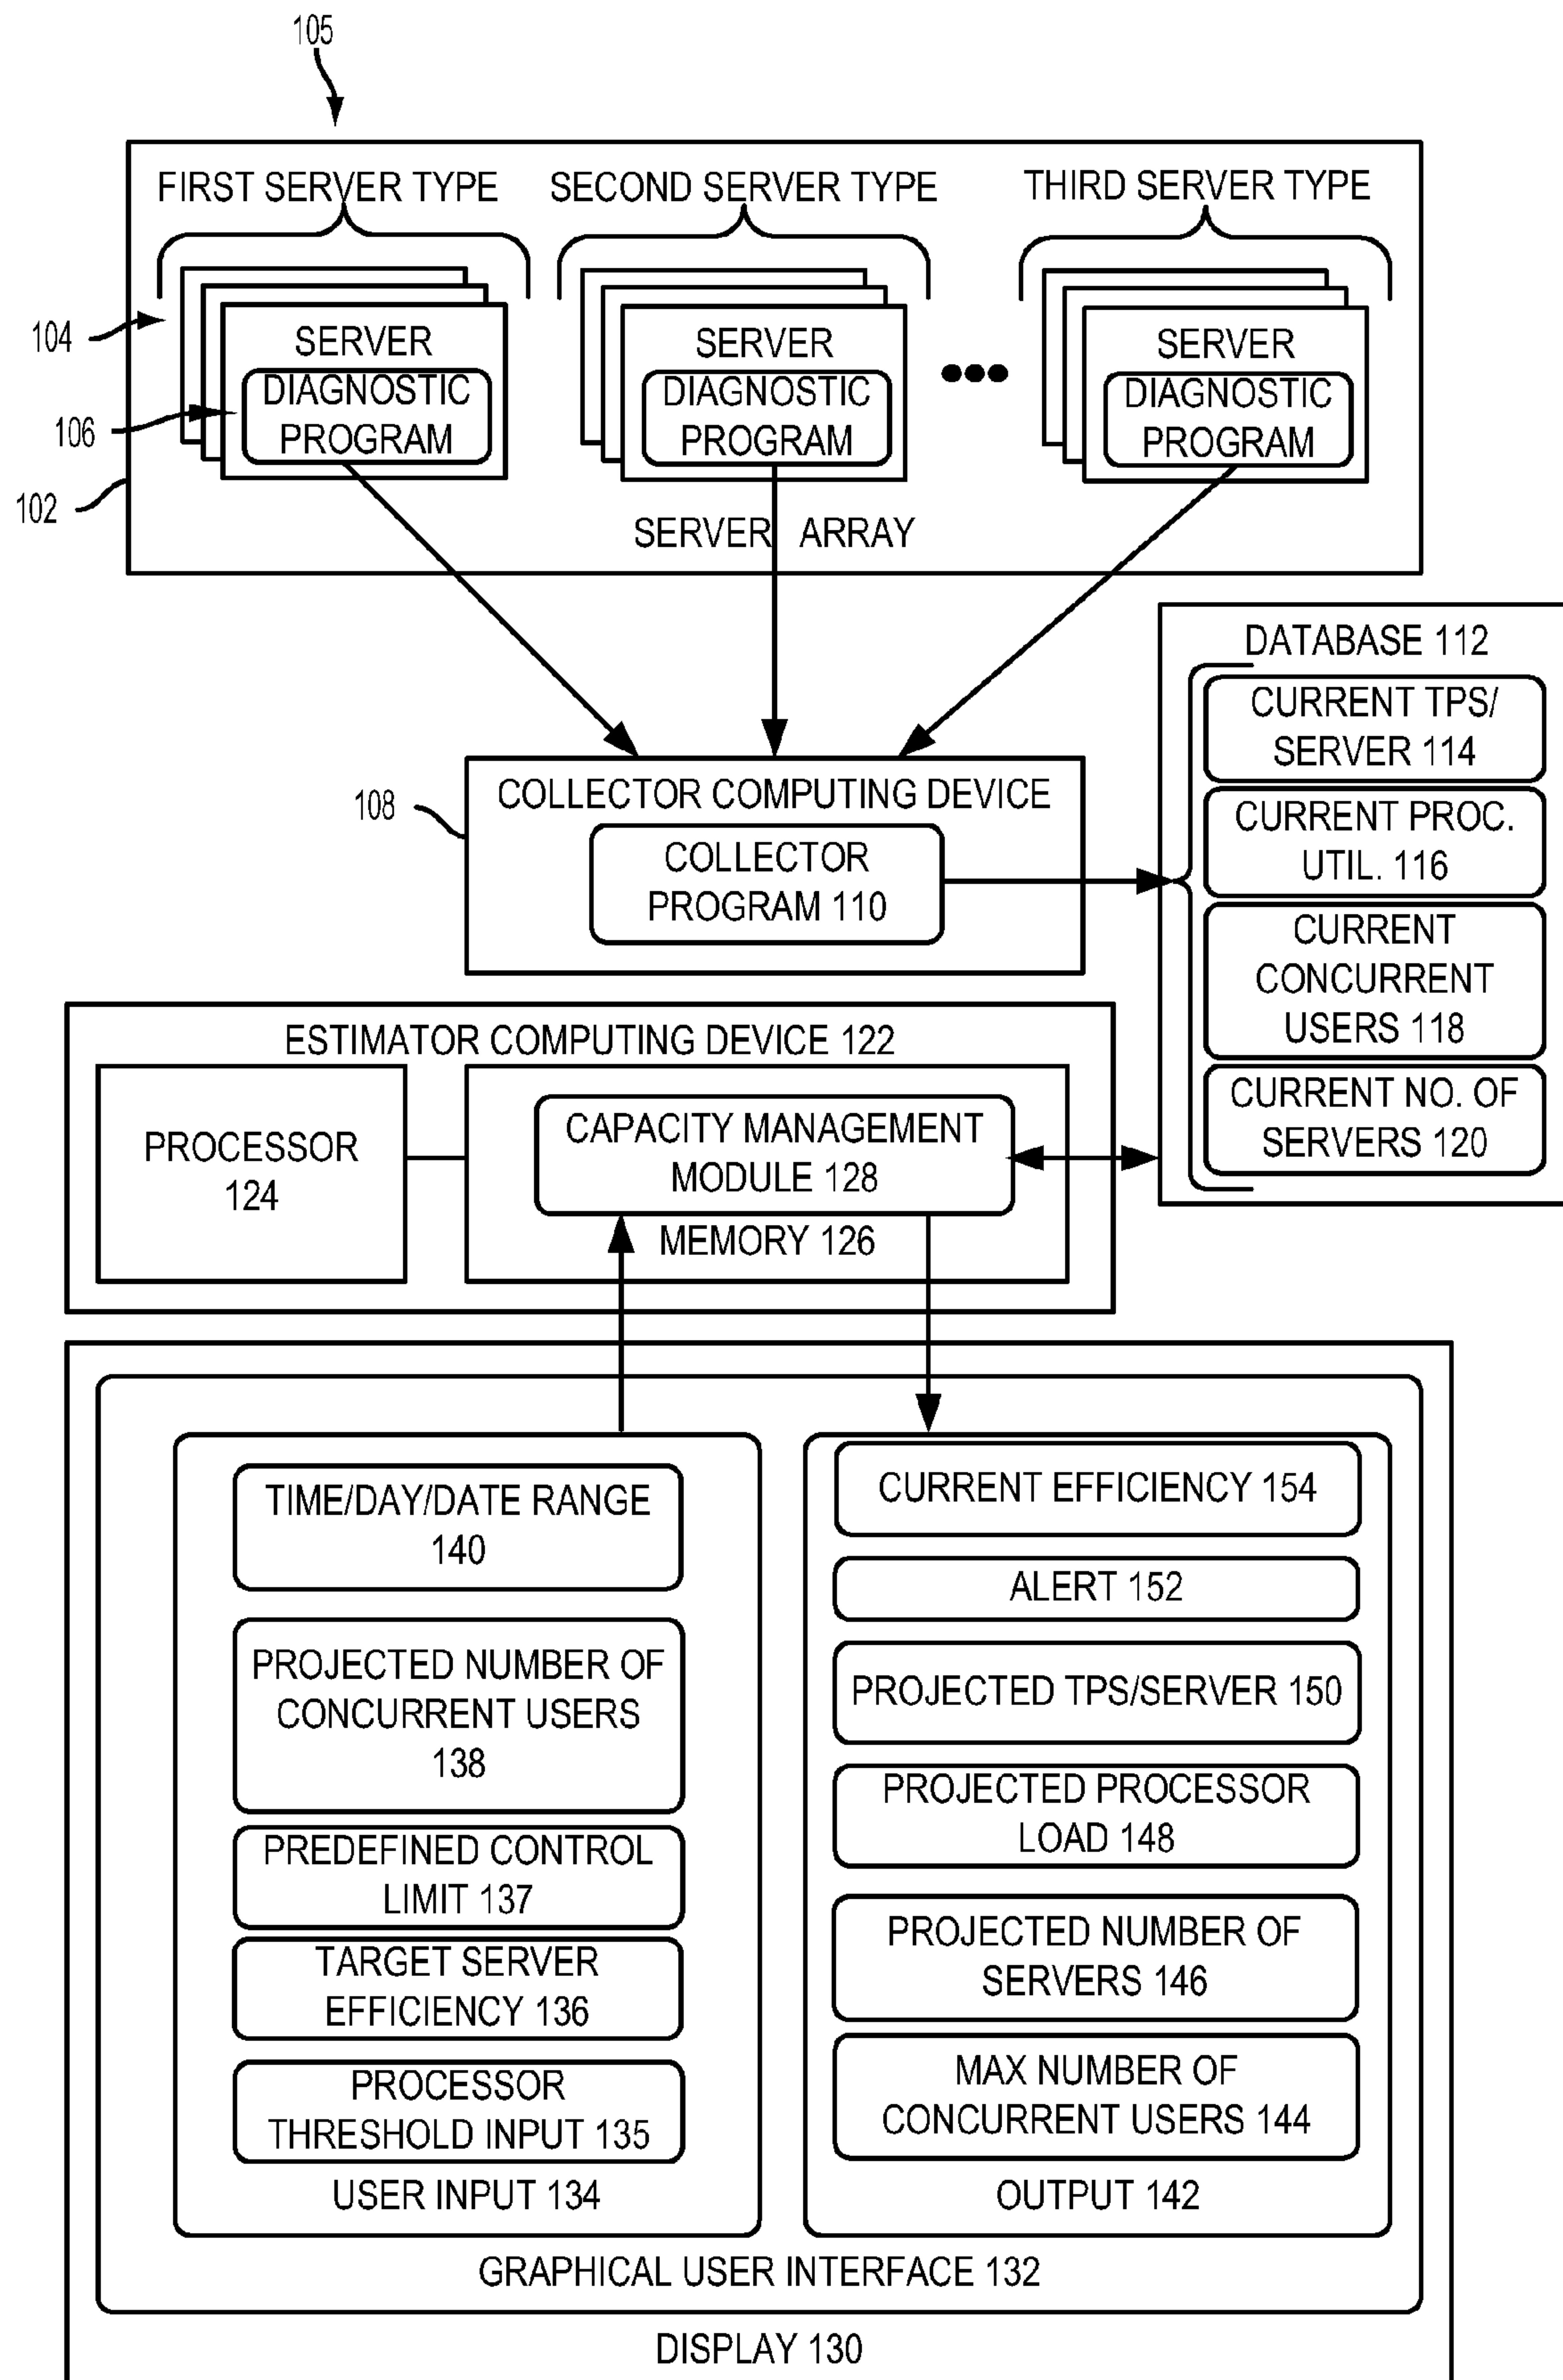 105
FIRST SERVER TYPE
SECOND SERVER TYPE
THIRD SERVER TYPE
104
SERVER
DIAGNOSTIC
PROGRAM
SERVER
DIAGNOSTIC
PROGRAM
SERVER
DIAGNOSTIC
PROGRAM
106
102
SERVER ARRAY
DATABASE 112
CURRENT TPS/
SERVER 114
CURRENT PROC.
UTIL. 116
CURRENT
CONCURRENT
USERS 118
CURRENT NO. OF
SERVERS 120
108
COLLECTOR COMPUTING DEVICE
COLLECTOR
PROGRAM 110
ESTIMATOR COMPUTING DEVICE 122
PROCESSOR
124
CAPACITY MANAGEMENT
MODULE 128
MEMORY 126
TIME/DAY/DATE RANGE
140
PROJECTED NUMBER OF
CONCURRENT USERS
138
PREDEFINED CONTROL
LIMIT 137
TARGET SERVER
EFFICIENCY 136
PROCESSOR
THRESHOLD INPUT 135
USER INPUT 134
CURRENT EFFICIENCY 154
ALERT 152
PROJECTED TPS/SERVER 150
PROJECTED PROCESSOR
LOAD 148
PROJECTED NUMBER OF
SERVERS 146
MAX NUMBER OF
CONCURRENT USERS 144
OUTPUT 142
GRAPHICAL USER INTERFACE 132
DISPLAY 130